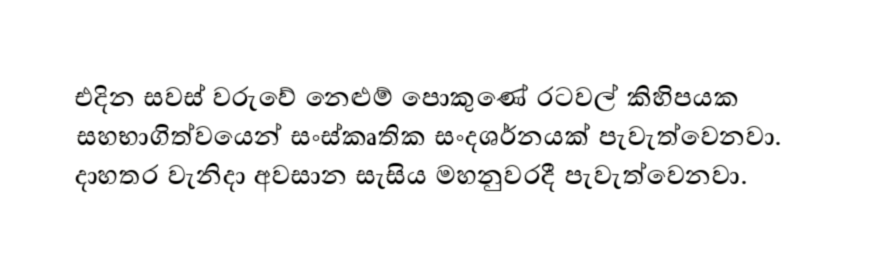 එදින සවස් වරුවේ නෙළුම් පොකුණේ රටවල් කිහිපයක
සහභාගිත්වයෙන් සංස්කෘතික සංදර්ශනයක් පැවැත්වෙනවා.
දාහතර වැනිදා අවසාන සැසිය මහනුවරදී පැවැත්වෙනවා.